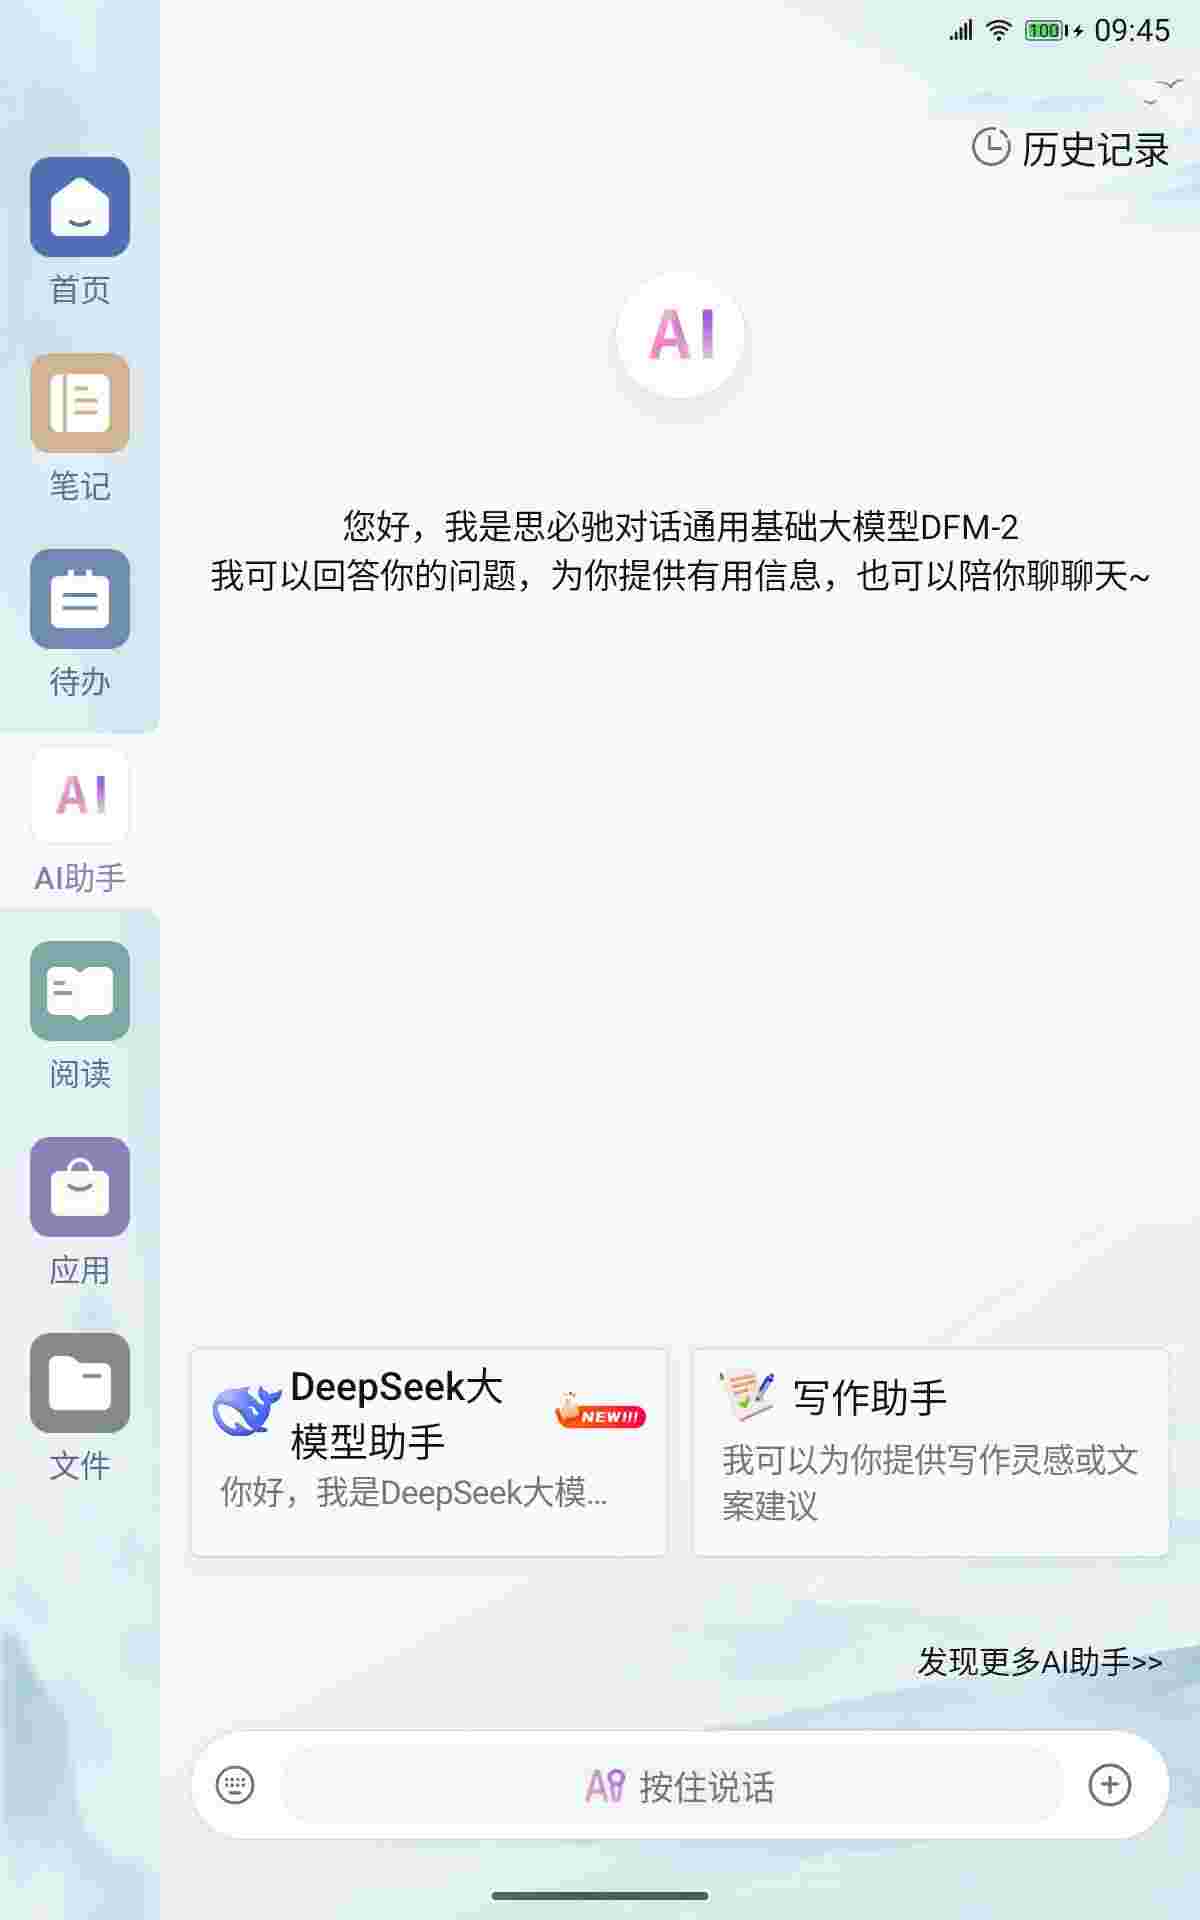 100 09:45
历史记录
首页
笔记
待办
AI
AI助手
阅读
应用
文件
AI
您好，我是思必驰对话通用基础大模型DFM-2
我可以回答你的问题，为你提供有用信息，也可以陪你聊聊天~
DeepSeek大
模型助手
NEW!!!
你好，我是DeepSeek大模...
写作助手
我可以为你提供写作灵感或文
案建议
发现更多AI助手>>
按住说话